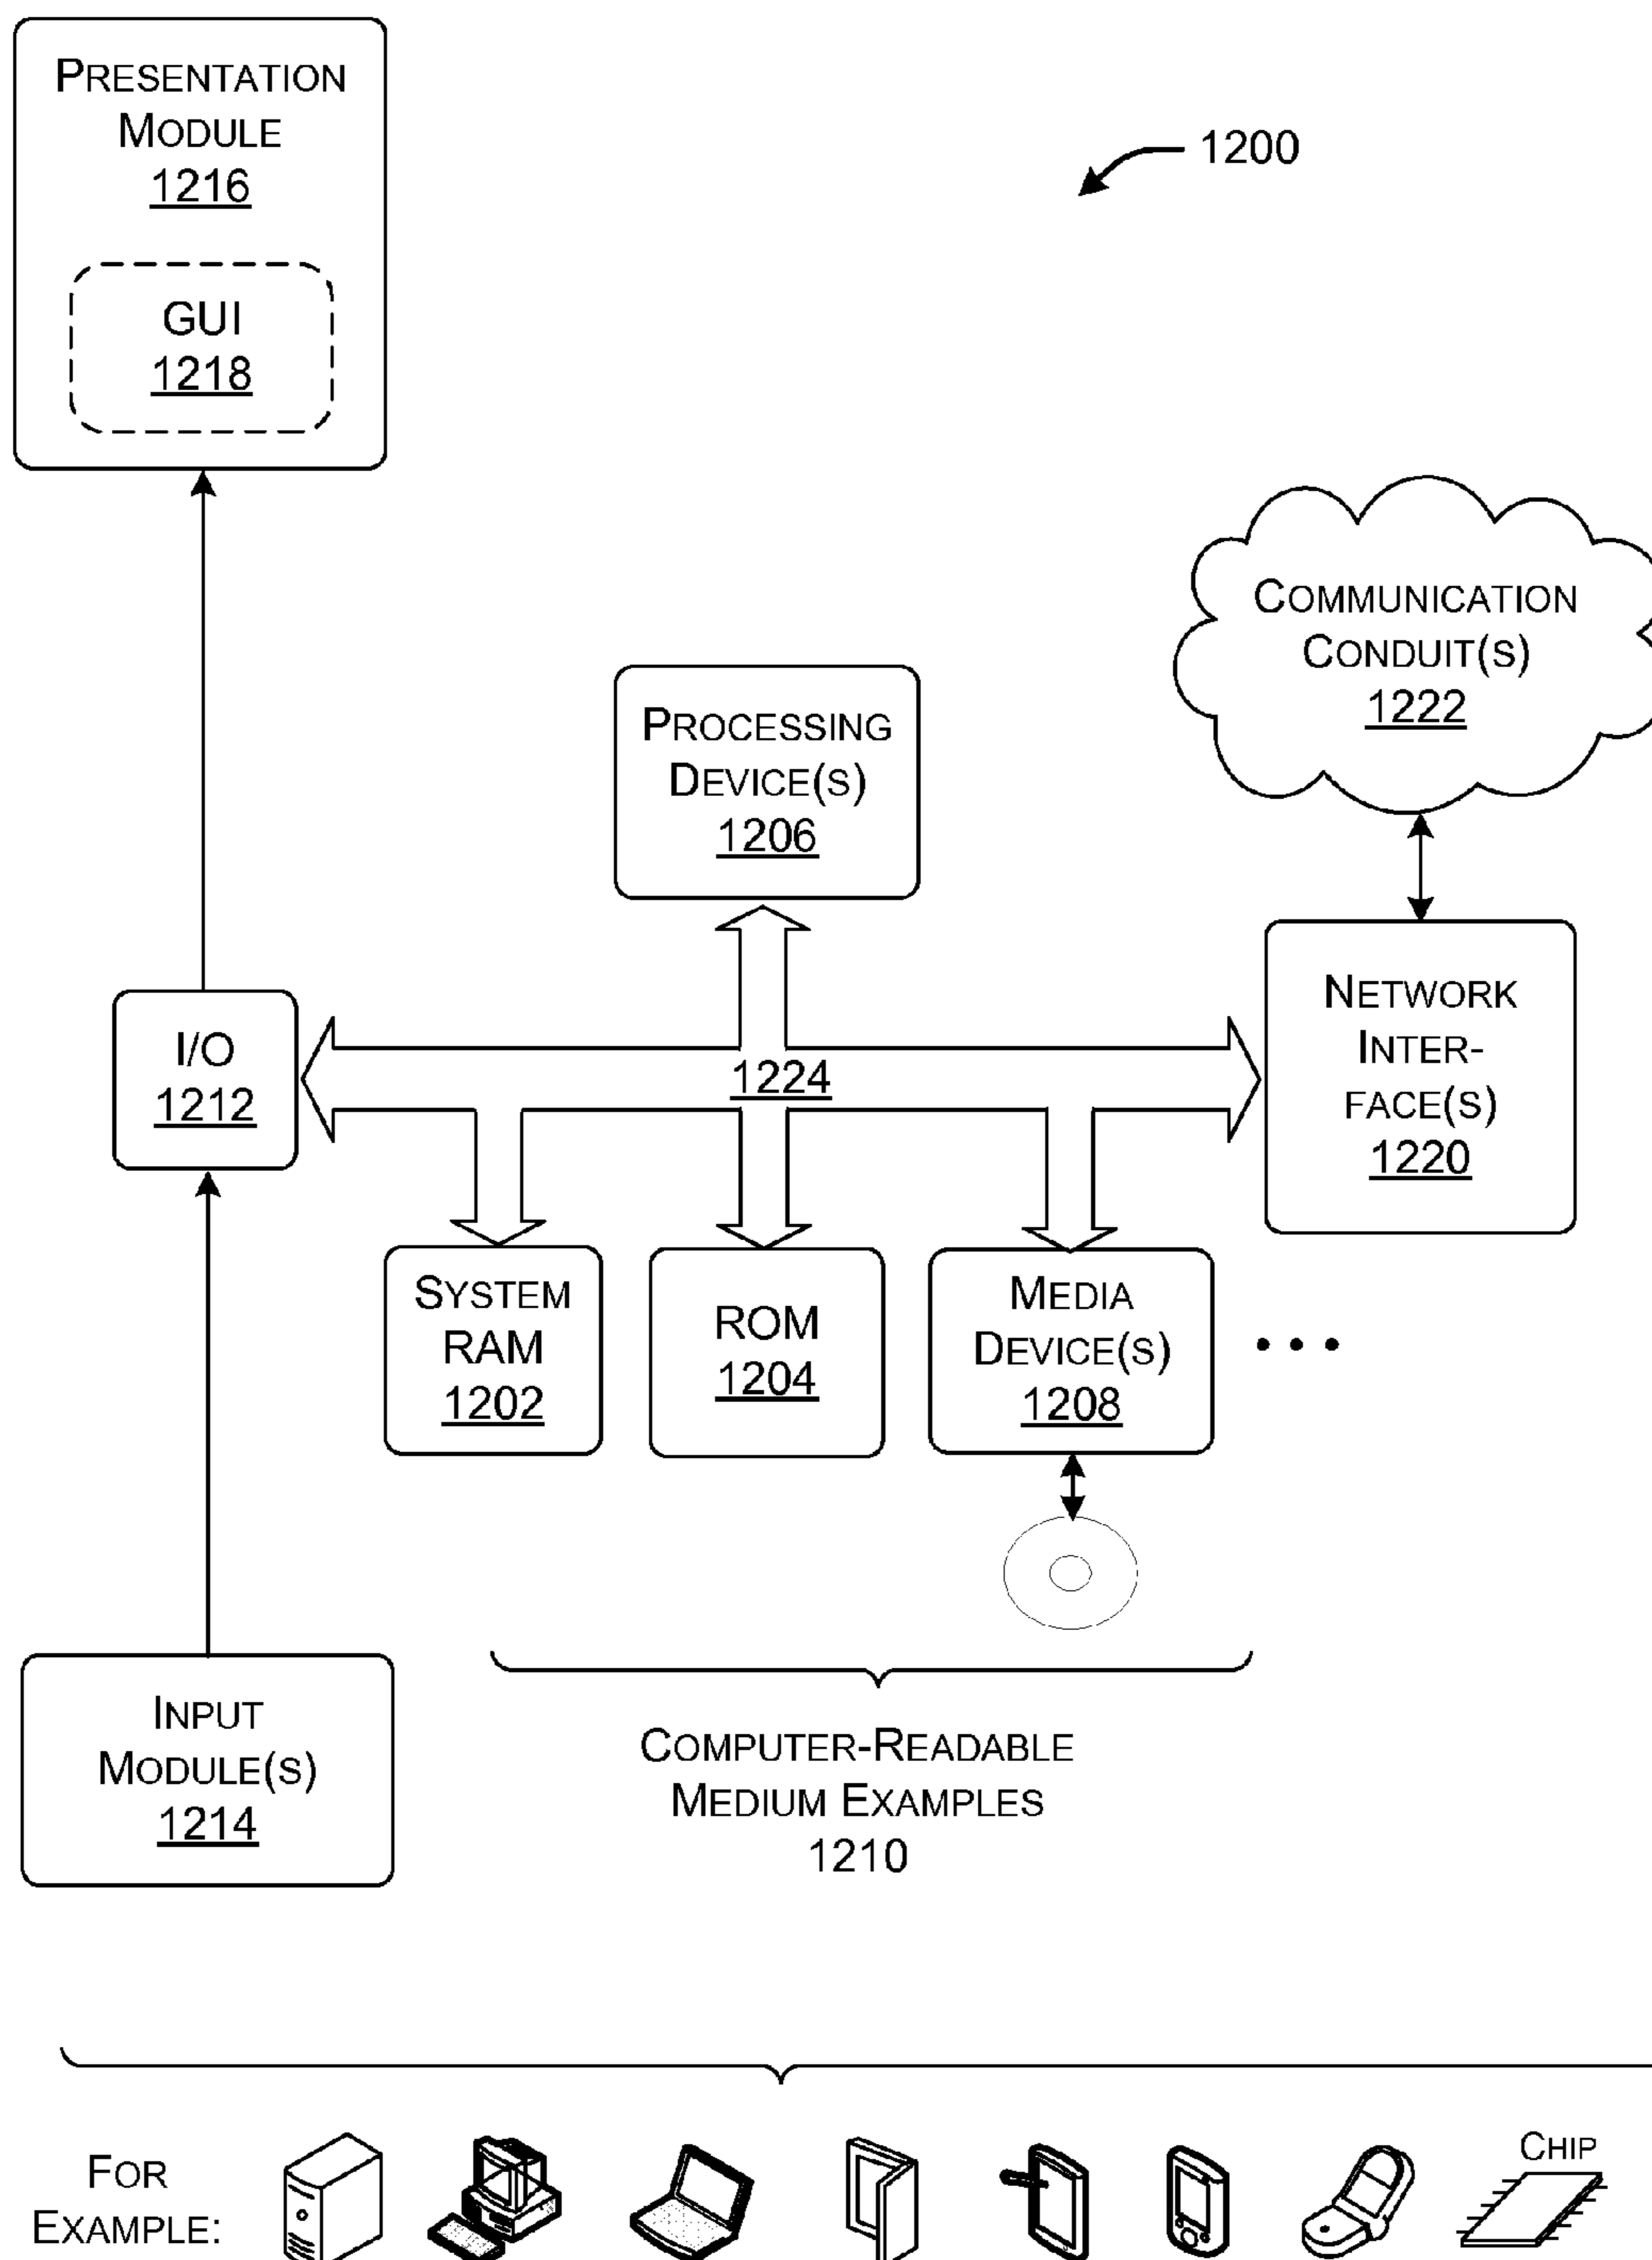 PRESENTATION
MODULE
1216
GUI
1218
1200
COMMUNICATION
CONDUIT(S)
1222
PROCESSING
DEVICE(S)
1206
I/O
1212
1224
NETWORK
INTER-
FACE(S)
1220
SYSTEM
RAM
1202
ROM
1204
MEDIA
DEVICE(S)
1208
• • •
INPUT
MODULE(S)
1214
COMPUTER-READABLE
MEDIUM EXAMPLES
1210
FOR
EXAMPLE:
CHIP